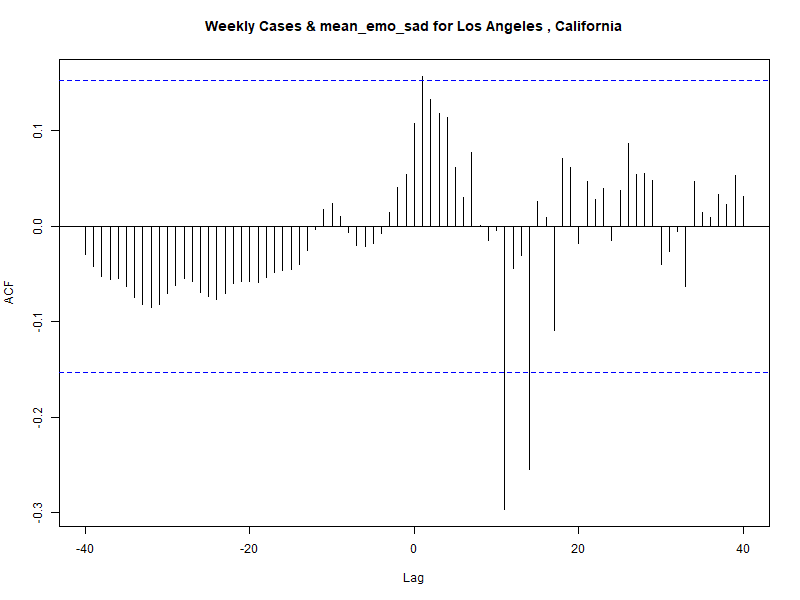 Weekly Cases & mean_emo_sad for Los Angeles , California
ACF
0.1
0.0
-0.1
-0.2
-0.3
-40 -20 0 20 40
Lag